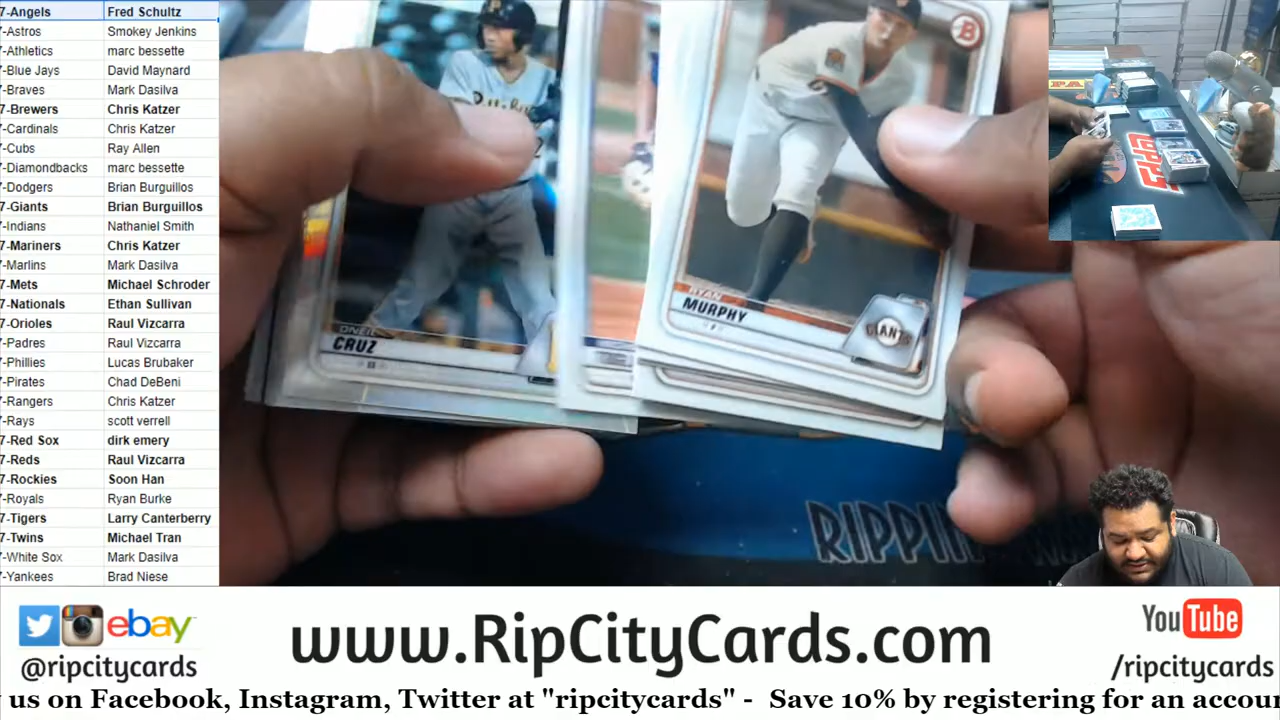 7-Angels Fred Schultz
7-Astros Smokey Jenkins
7-Athletics marc bessette
7-Blue Jays David Maynard
7-Braves Mark Dasilva
7-Brewers Chris Katzer
7-Cardinals Chris Katzer
7-Cubs Ray Allen
7-Diamondbacks marc bessette
7-Dodgers Brian Burguillos
7-Giants Brian Burguillos
7-Indians Nathaniel Smith
7-Mariners Chris Katzer
7-Marlins Mark Dasilva
7-Mets Michael Schroder
7-Nationals Ethan Sullivan
7-Orioles Raul Vizcarra
7-Padres Raul Vizcarra
7-Phillies Lucas Brubaker
7-Pirates Chad DeBeni
7-Rangers Chris Katzer
7-Rays scott verrell
7-Red Sox dirk emery
7-Reds Raul Vizcarra
7-Rockies Soon Han
7-Royals Ryan Burke
7-Tigers Larry Canterberry
7-Twins Michael Tran
7-White Sox Mark Dasilva
7-Yankees Brad Niese
B
ONEIL
CRUZ
RYAN
MURPHY
GIANTS
TOPPS
RIPPI
ebay
@ripcitycards
www.RipCityCards.com
YouTube
/ripcitycards
us on Facebook, Instagram, Twitter at "ripcitycards" - Save 10% by registering for an accou